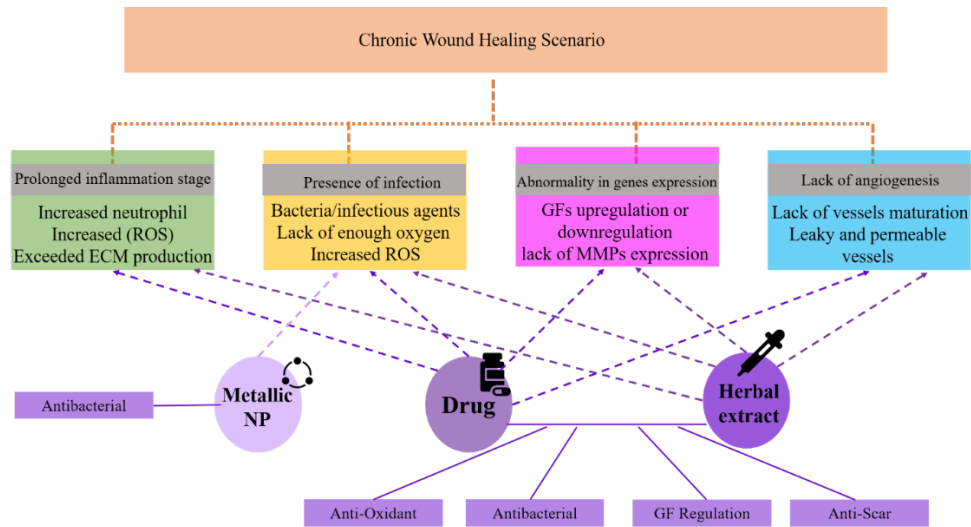 Chronic Wound Healing Scenario
Prolonged inflammation stage
Increased neutrophil
Increased (ROS)
Exceeded ECM production
Presence of infection
Bacteria/infectious agents
Lack of enough oxygen
Increased ROS
Abnormality in genes expression
GFs upregulation or
downregulation
lack of MMPs expression
Lack of angiogenesis
Lack of vessels maturation
Leaky and permeable
vessels
Antibacterial
Metallic
NP
Drug
Herbal
extract
Anti-Oxidant
Antibacterial
GF Regulation
Anti-Scar